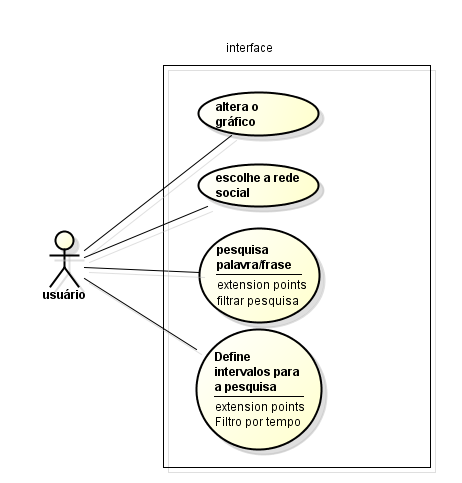 interface
altera o
gráfico
escolhe a rede
social
pesquisa
palavra/frase
extension points
filtrar pesquisa
usuário
Define
intervalos para
a pesquisa
extension points
Filtro por tempo